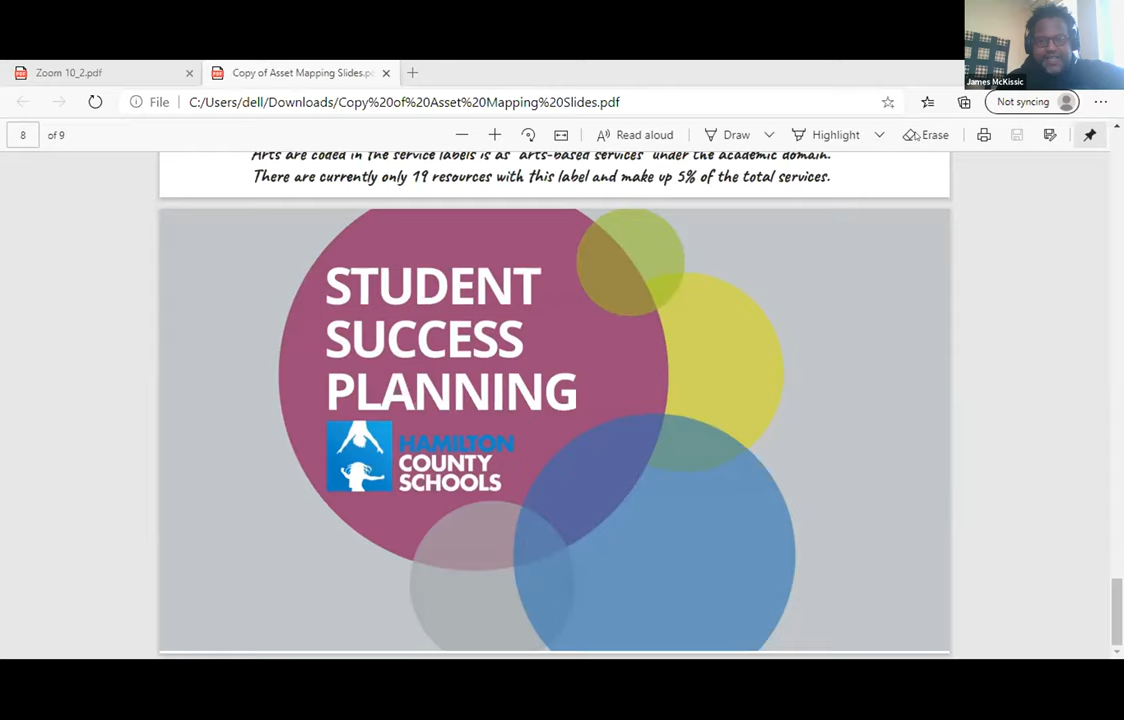 James McKissic
Zoom 10_2.pdf
Copy of Asset Mapping Slides.pc
File
C:/Users/dell/Downloads/Copy%20of%20Asset%20Mapping%20Slides.pdf
Not syncing
8 of 9
Read aloud
Draw
Highlight
Erase
Arts are coded in the service labels is as "arts-based services" under the academic domain.
There are currently only 19 resources with this label and make up 5% of the total services.
STUDENT
SUCCESS
PLANNING
HAMILTON
COUNTY
SCHOOLS